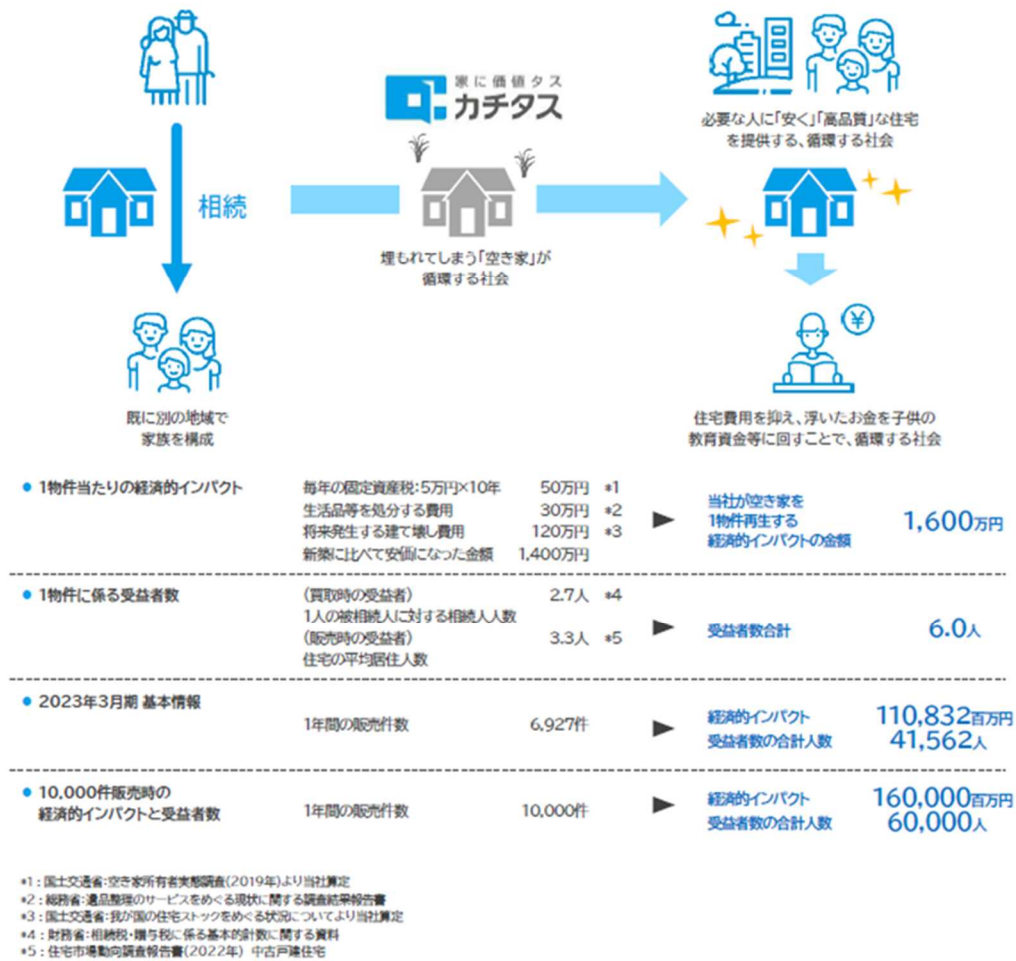 家に価値タス
カチタス
必要な人に「安く」「高品質」な住宅
を提供する、循環する社会
相続
埋もれてしまう「空き家」が
循環する社会
既に別の地域で
家族を構成
¥
住宅費用を抑え、浮いたお金を子供の
教育資金等に回すことで、循環する社会
● 1物件当たりの経済的インパクト
毎年の固定資産税:5万円×10年 50万円 *1
生活品等を処分する費用 30万円 *2
将来発生する建て壊し費用 120万円 *3
新築に比べて安価になった金額 1,400万円
▶
当社が空き家を
1物件再生する
経済的インパクトの金額
1,600万円
● 1物件に係る受益者数
(買取時の受益者) 2.7人 *4
1人の被相続人に対する相続人人数
(販売時の受益者) 3.3人 *5
住宅の平均居住人数
▶
受益者数合計 6.0人
● 2023年3月期 基本情報
1年間の販売件数 6,927件
▶
経済的インパクト 110,832百万円
受益者数の合計人数 41,562人
● 10,000件販売時の
経済的インパクトと受益者数
1年間の販売件数 10,000件
▶
経済的インパクト 160,000百万円
受益者数の合計人数 60,000人
*1:国土交通省:空き家所有者実態調査(2019年)より当社算定
*2:総務省:遺品整理のサービスをめぐる現状に関する調査結果報告書
*3:国土交通省:我が国の住宅ストックをめぐる状況についてより当社算定
*4:財務省:相続税・贈与税に係る基本的計数に関する資料
*5:住宅市場動向調査報告書(2022年) 中古戸建住宅